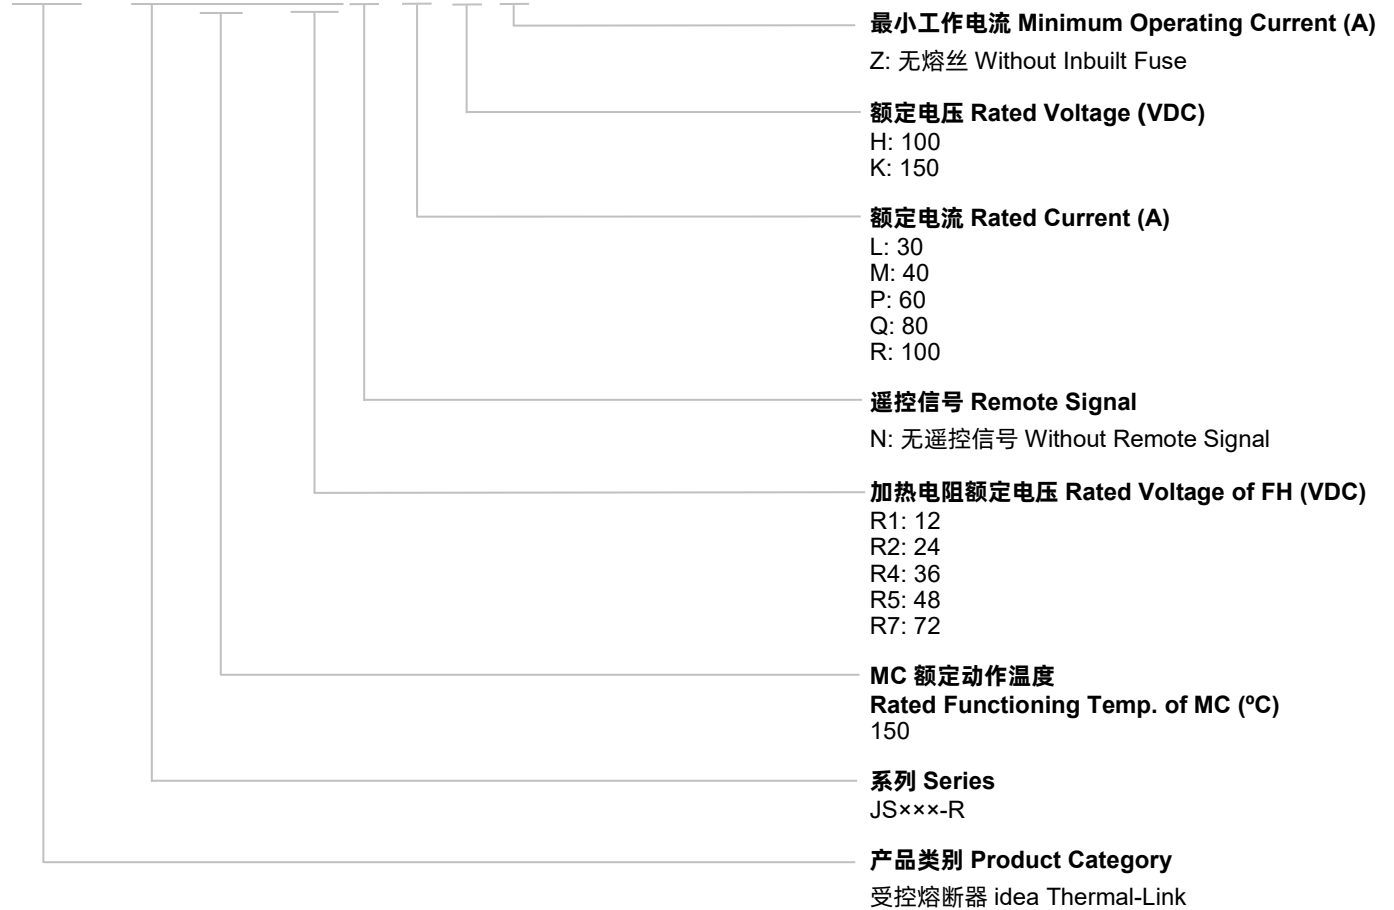 最小工作电流 Minimum Operating Current (A)
Z: 无熔丝 Without Inbuilt Fuse
额定电压 Rated Voltage (VDC)
H: 100
K: 150
额定电流 Rated Current (A)
L: 30
M: 40
P: 60
Q: 80
R: 100
遥控信号 Remote Signal
N: 无遥控信号 Without Remote Signal
加热电阻额定电压 Rated Voltage of FH (VDC)
R1: 12
R2: 24
R4: 36
R5: 48
R7: 72
MC 额定动作温度
Rated Functioning Temp. of MC (ºC)
150
系列 Series
JS×××-R
产品类别 Product Category
受控熔断器 idea Thermal-Link